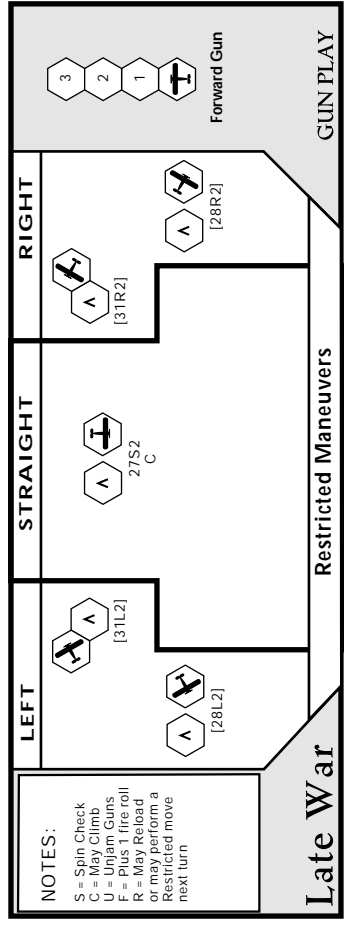 NOTES:
S = Spin Check
C = May Climb
U = Unjam Guns
F = Plus 1 fire roll
R = May Reload
or may perform a
Restricted move
next turn
Late War
LEFT
[31L2]
[28L2]
STRAIGHT
27S2
C
RIGHT
[31R2]
[28R2]
Restricted Maneuvers
3
2
1
Forward Gun
GUN PLAY